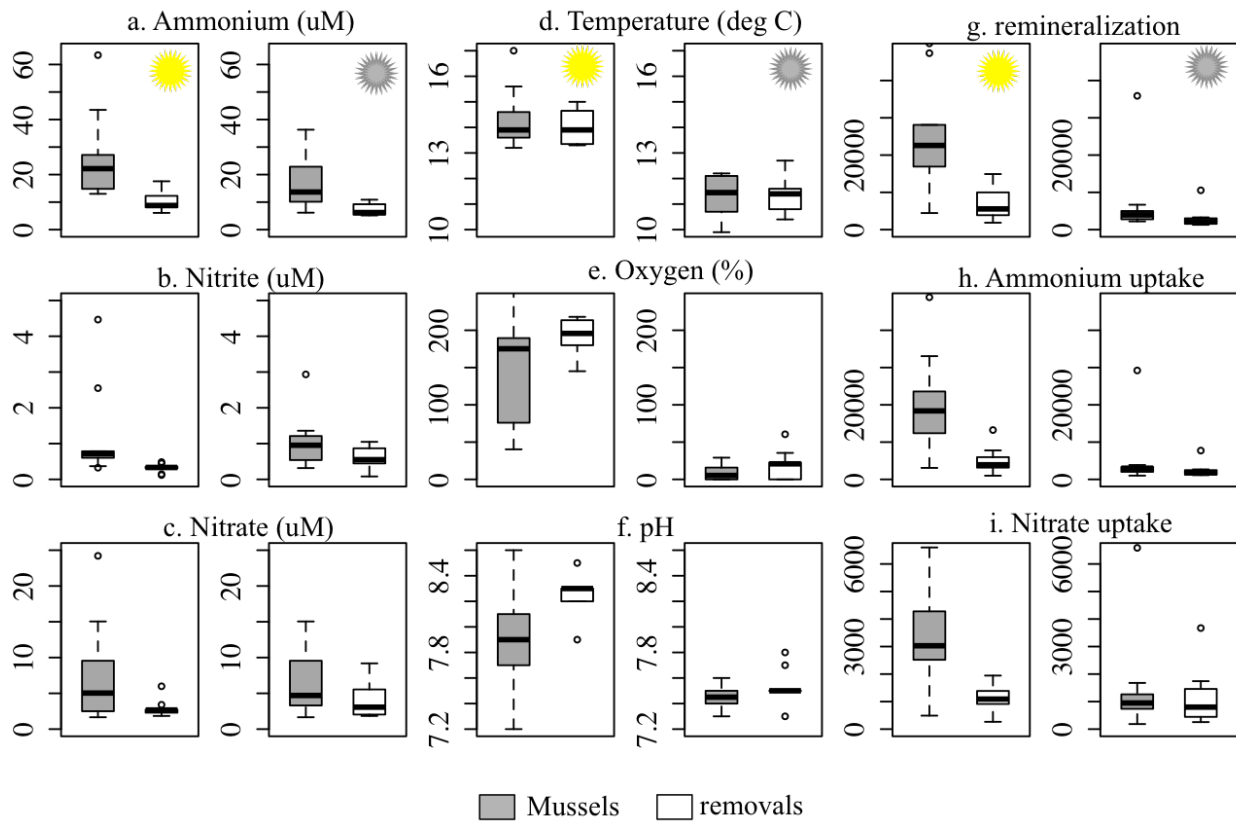 a. Ammonium (uM)
d. Temperature (deg C)
g. remineralization
0 20 40 60
0 20 40 60
10 13 16
10 13 16
0 20000
0 20000
b. Nitrite (uM)
e. Oxygen (%)
h. Ammonium uptake
0 2 4
0 2 4
0 100 200
0 100 200
0 20000
0 20000
c. Nitrate (uM)
f. pH
i. Nitrate uptake
0 10 20
0 10 20
7.2 7.8 8.4
7.2 7.8 8.4
0 3000 6000
0 3000 6000
Mussels removals